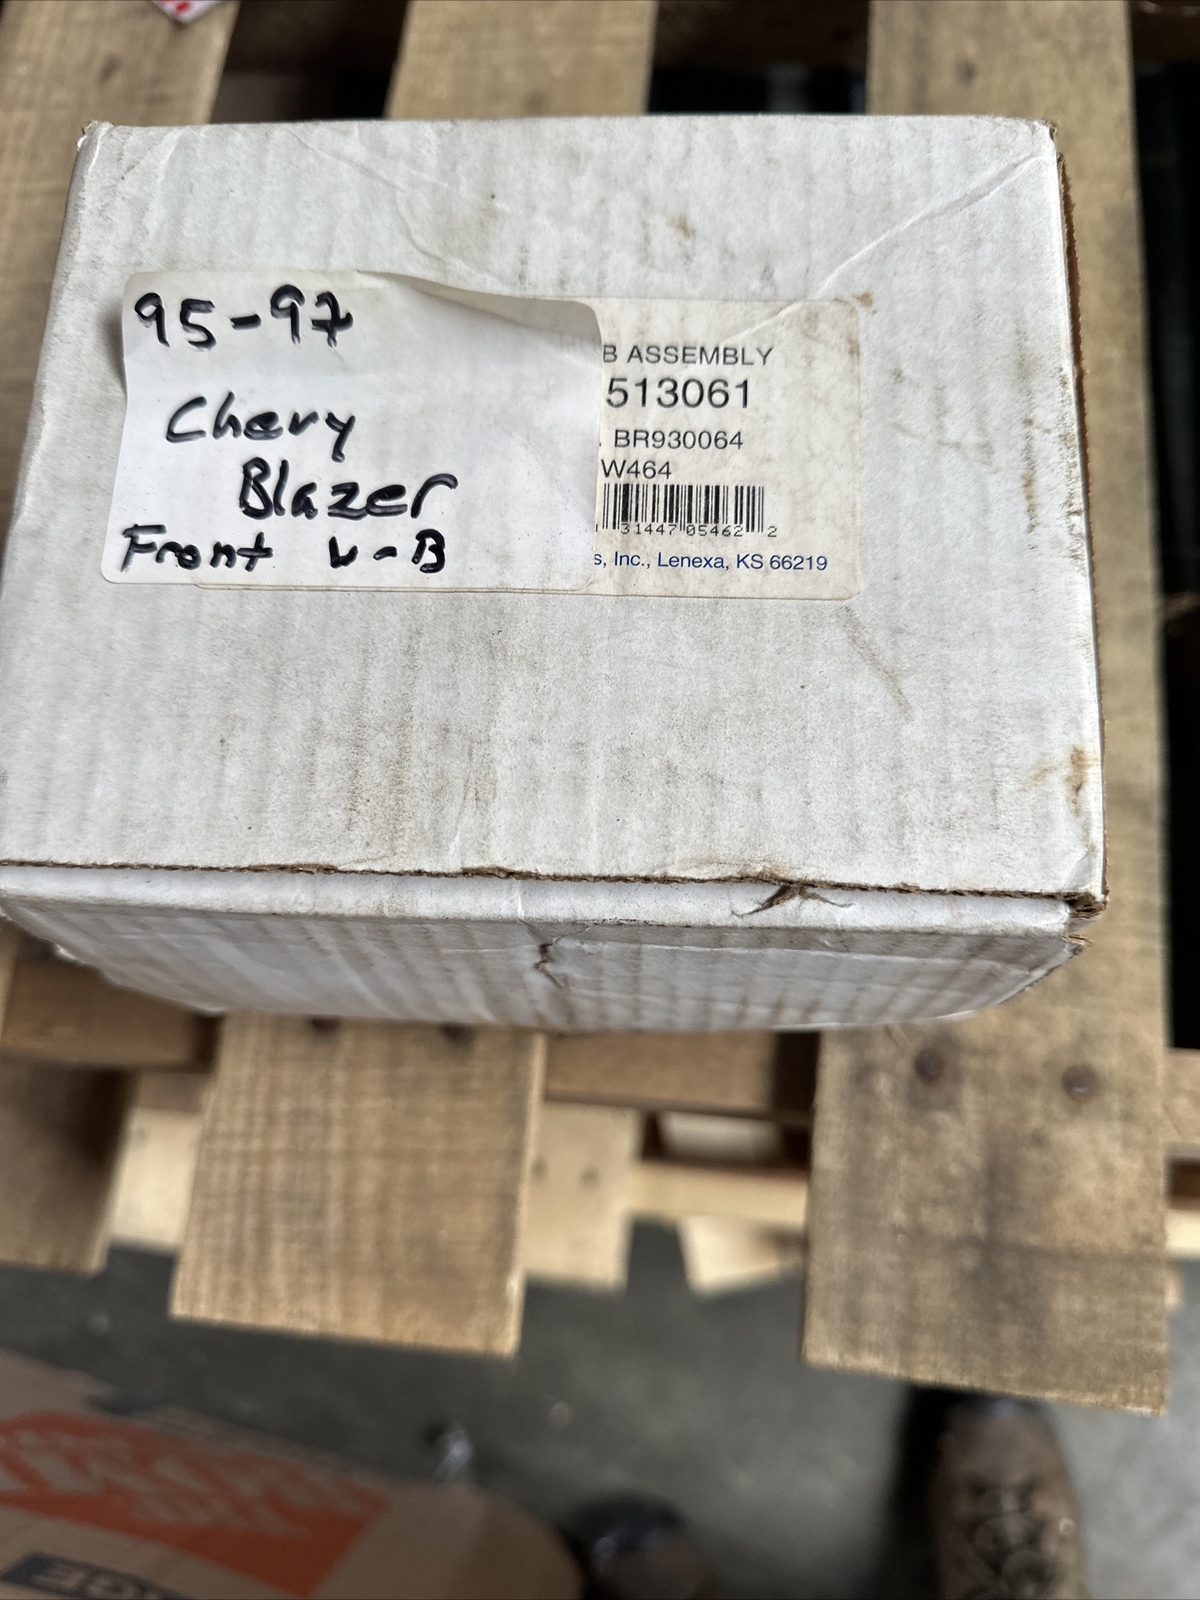 95-97
Chevy
Blazer
Front W-B
B ASSEMBLY
513061
BR930064
W464
31447 05462 2
s, Inc., Lenexa, KS 66219